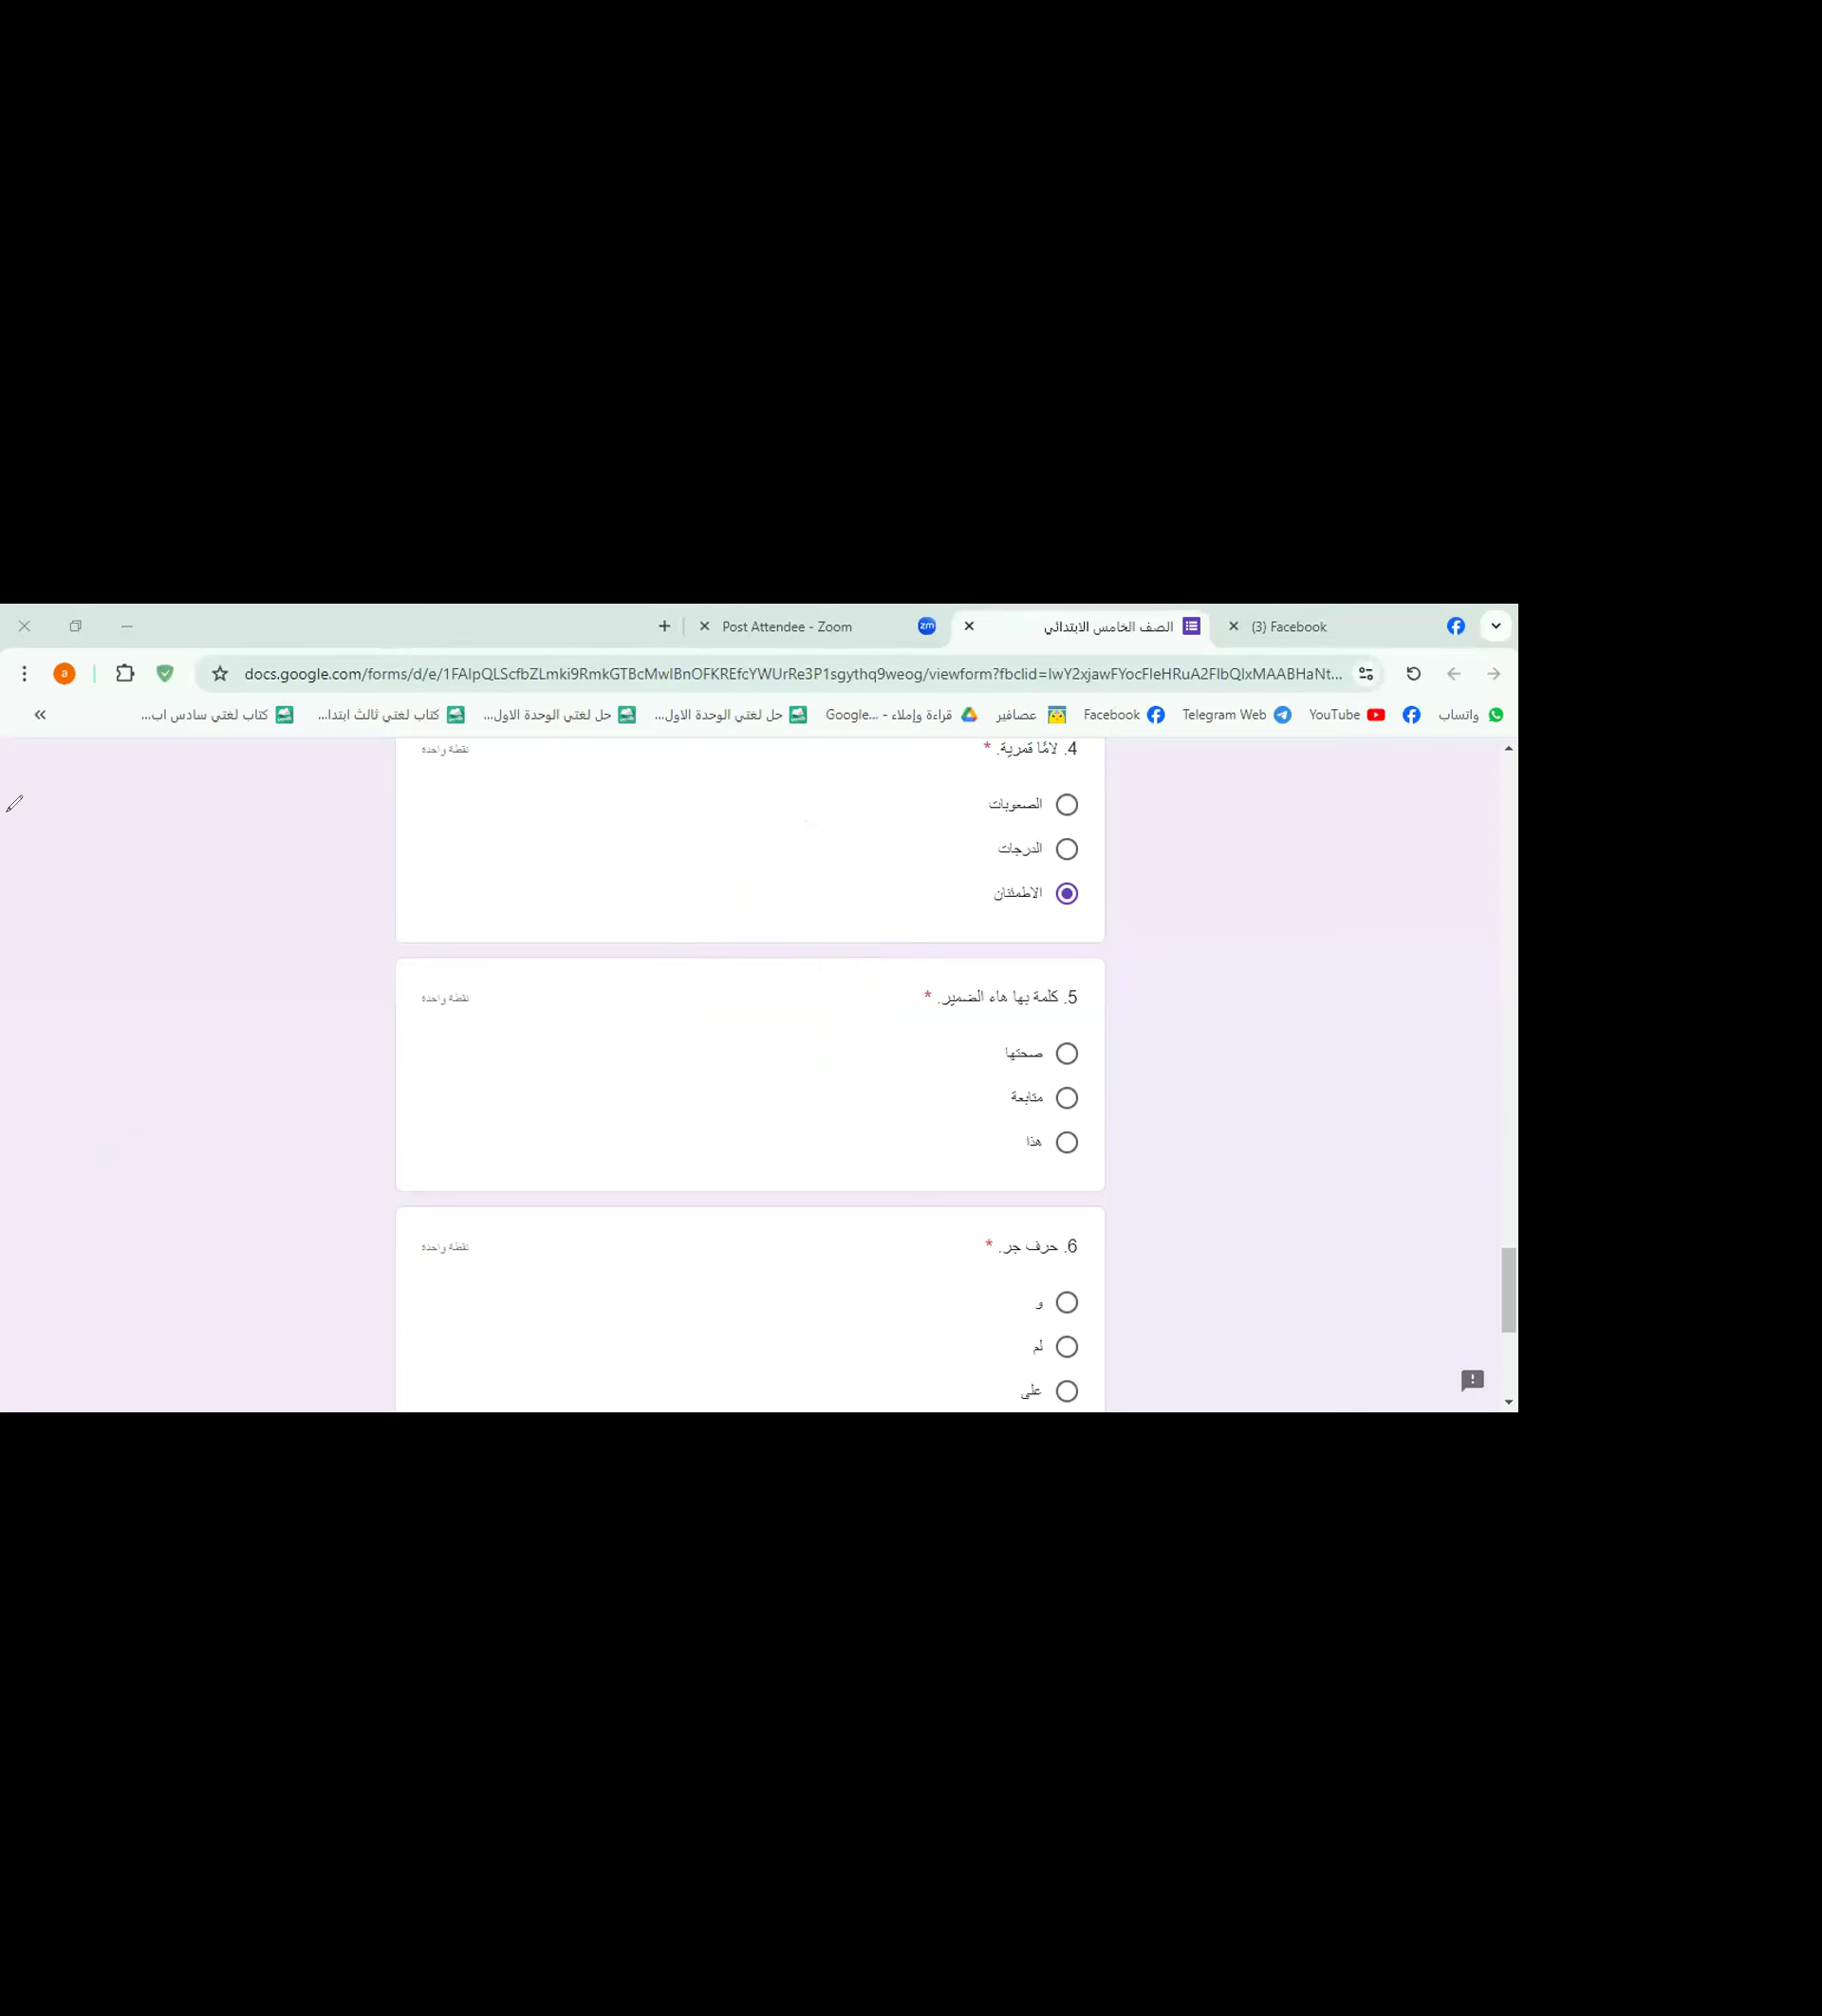 (3) Facebook
الصف الخامس الابتدائي
Post Attendee - Zoom
zm
docs.google.com/forms/d/e/1FAIpQLScfbZLmki9RmkGTBcMwIBnOFKREfcYWUrRe3P1sgythq9weog/viewform?fbclid=IwY2xjawFYocFleHRuA2FlbQIxMAABHaNt...
a
واتساب
YouTube
Telegram Web
Facebook
عصافير
قراءة وإملاء - Google...
حل لغتي الوحدة الاول...
حل لغتي الوحدة الاول...
كتاب لغتي ثالث ابتدا...
كتاب لغتي سادس اب...
4. لامًا قمرية. *
نقطة واحدة
الصعوبات
الدرجات
الاطمئنان
5. كلمة بها هاء الضمير. *
نقطة واحدة
صحتها
متابعة
هذا
6. حرف جر. *
نقطة واحدة
و
لم
على